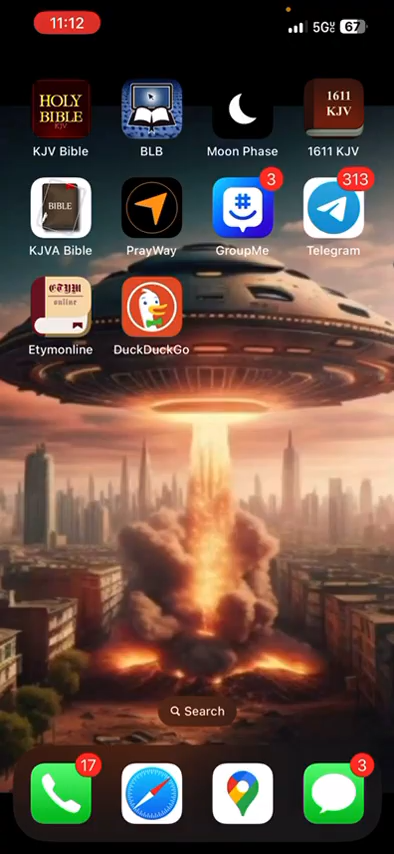 11:12
5G
67
HOLY
BIBLE
KJV
1611
KJV
KJV Bible
BLB
Moon Phase
1611 KJV
BIBLE
3
313
KJVA Bible
PrayWay
GroupMe
Telegram
ETYM
online
Etymonline
DuckDuckGo
Search
17
3